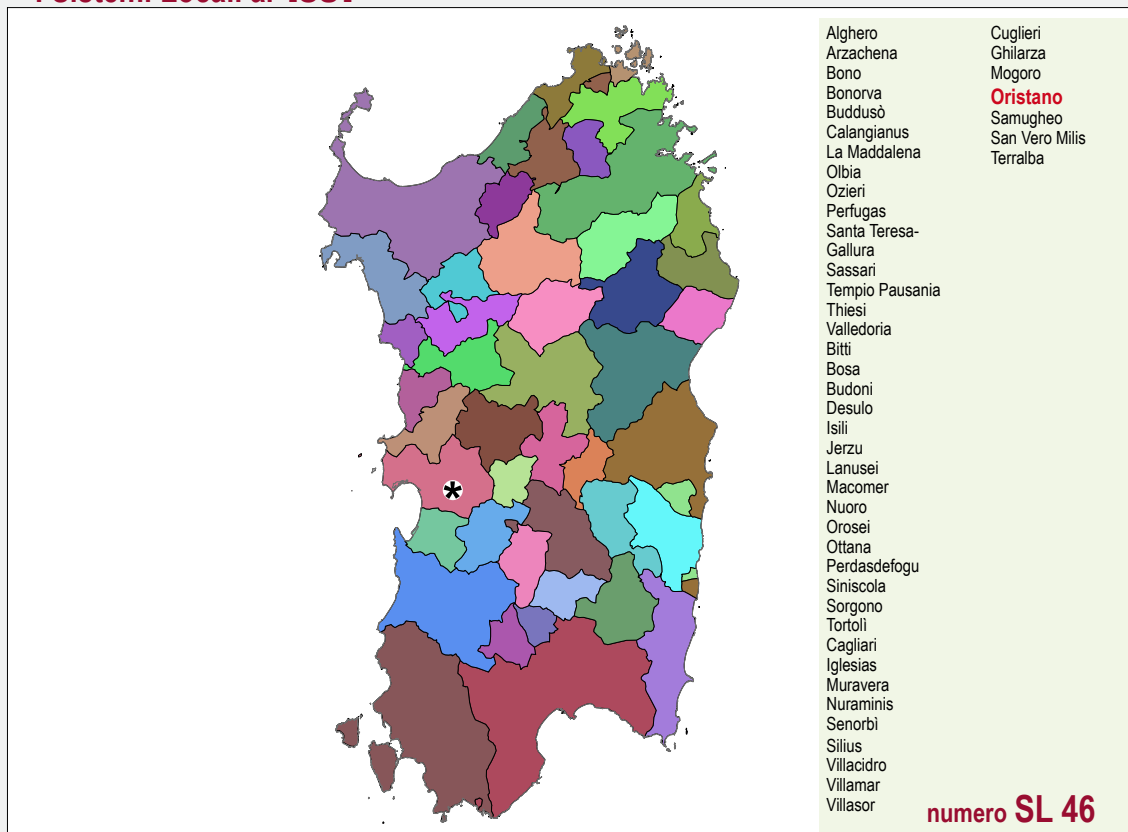 Alghero
Arzachena
Bono
Bonorva
Buddusò
Calangianus
La Maddalena
Olbia
Ozieri
Perfugas
Santa Teresa-
Gallura
Sassari
Tempio Pausania
Thiesi
Valledoria
Bitti
Bosa
Budoni
Desulo
Isili
Jerzu
Lanusei
Macomer
Nuoro
Orosei
Ottana
Perdasdefogu
Siniscola
Sorgono
Tortolì
Cagliari
Iglesias
Muravera
Nuraminis
Senorbì
Silius
Villacidro
Villamar
Villasor
Cuglieri
Ghilarza
Mogoro
Oristano
Samugheo
San Vero Milis
Terralba
numero SL 46
*